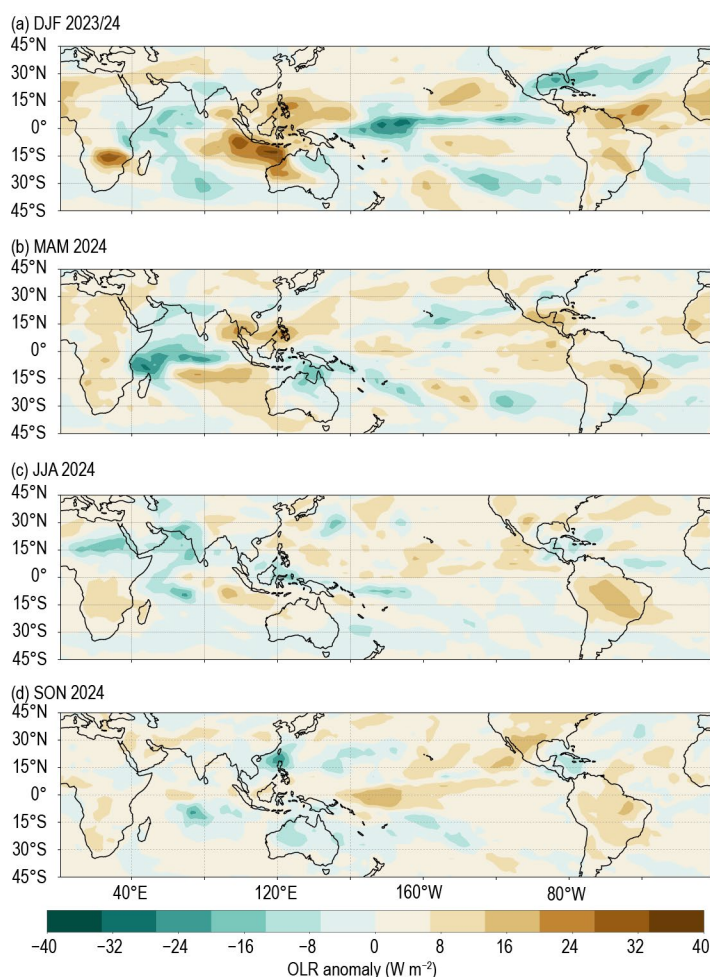 (a) DJF 2023/24
45°N
30°N
15°N
0°
15°S
30°S
45°S
(b) MAM 2024
45°N
30°N
15°N
0°
15°S
30°S
45°S
(c) JJA 2024
45°N
30°N
15°N
0°
15°S
30°S
45°S
(d) SON 2024
45°N
30°N
15°N
0°
15°S
30°S
45°S
40°E 120°E 160°W 80°W
−40 −32 −24 −16 −8 0 8 16 24 32 40
OLR anomaly (W m⁻²)